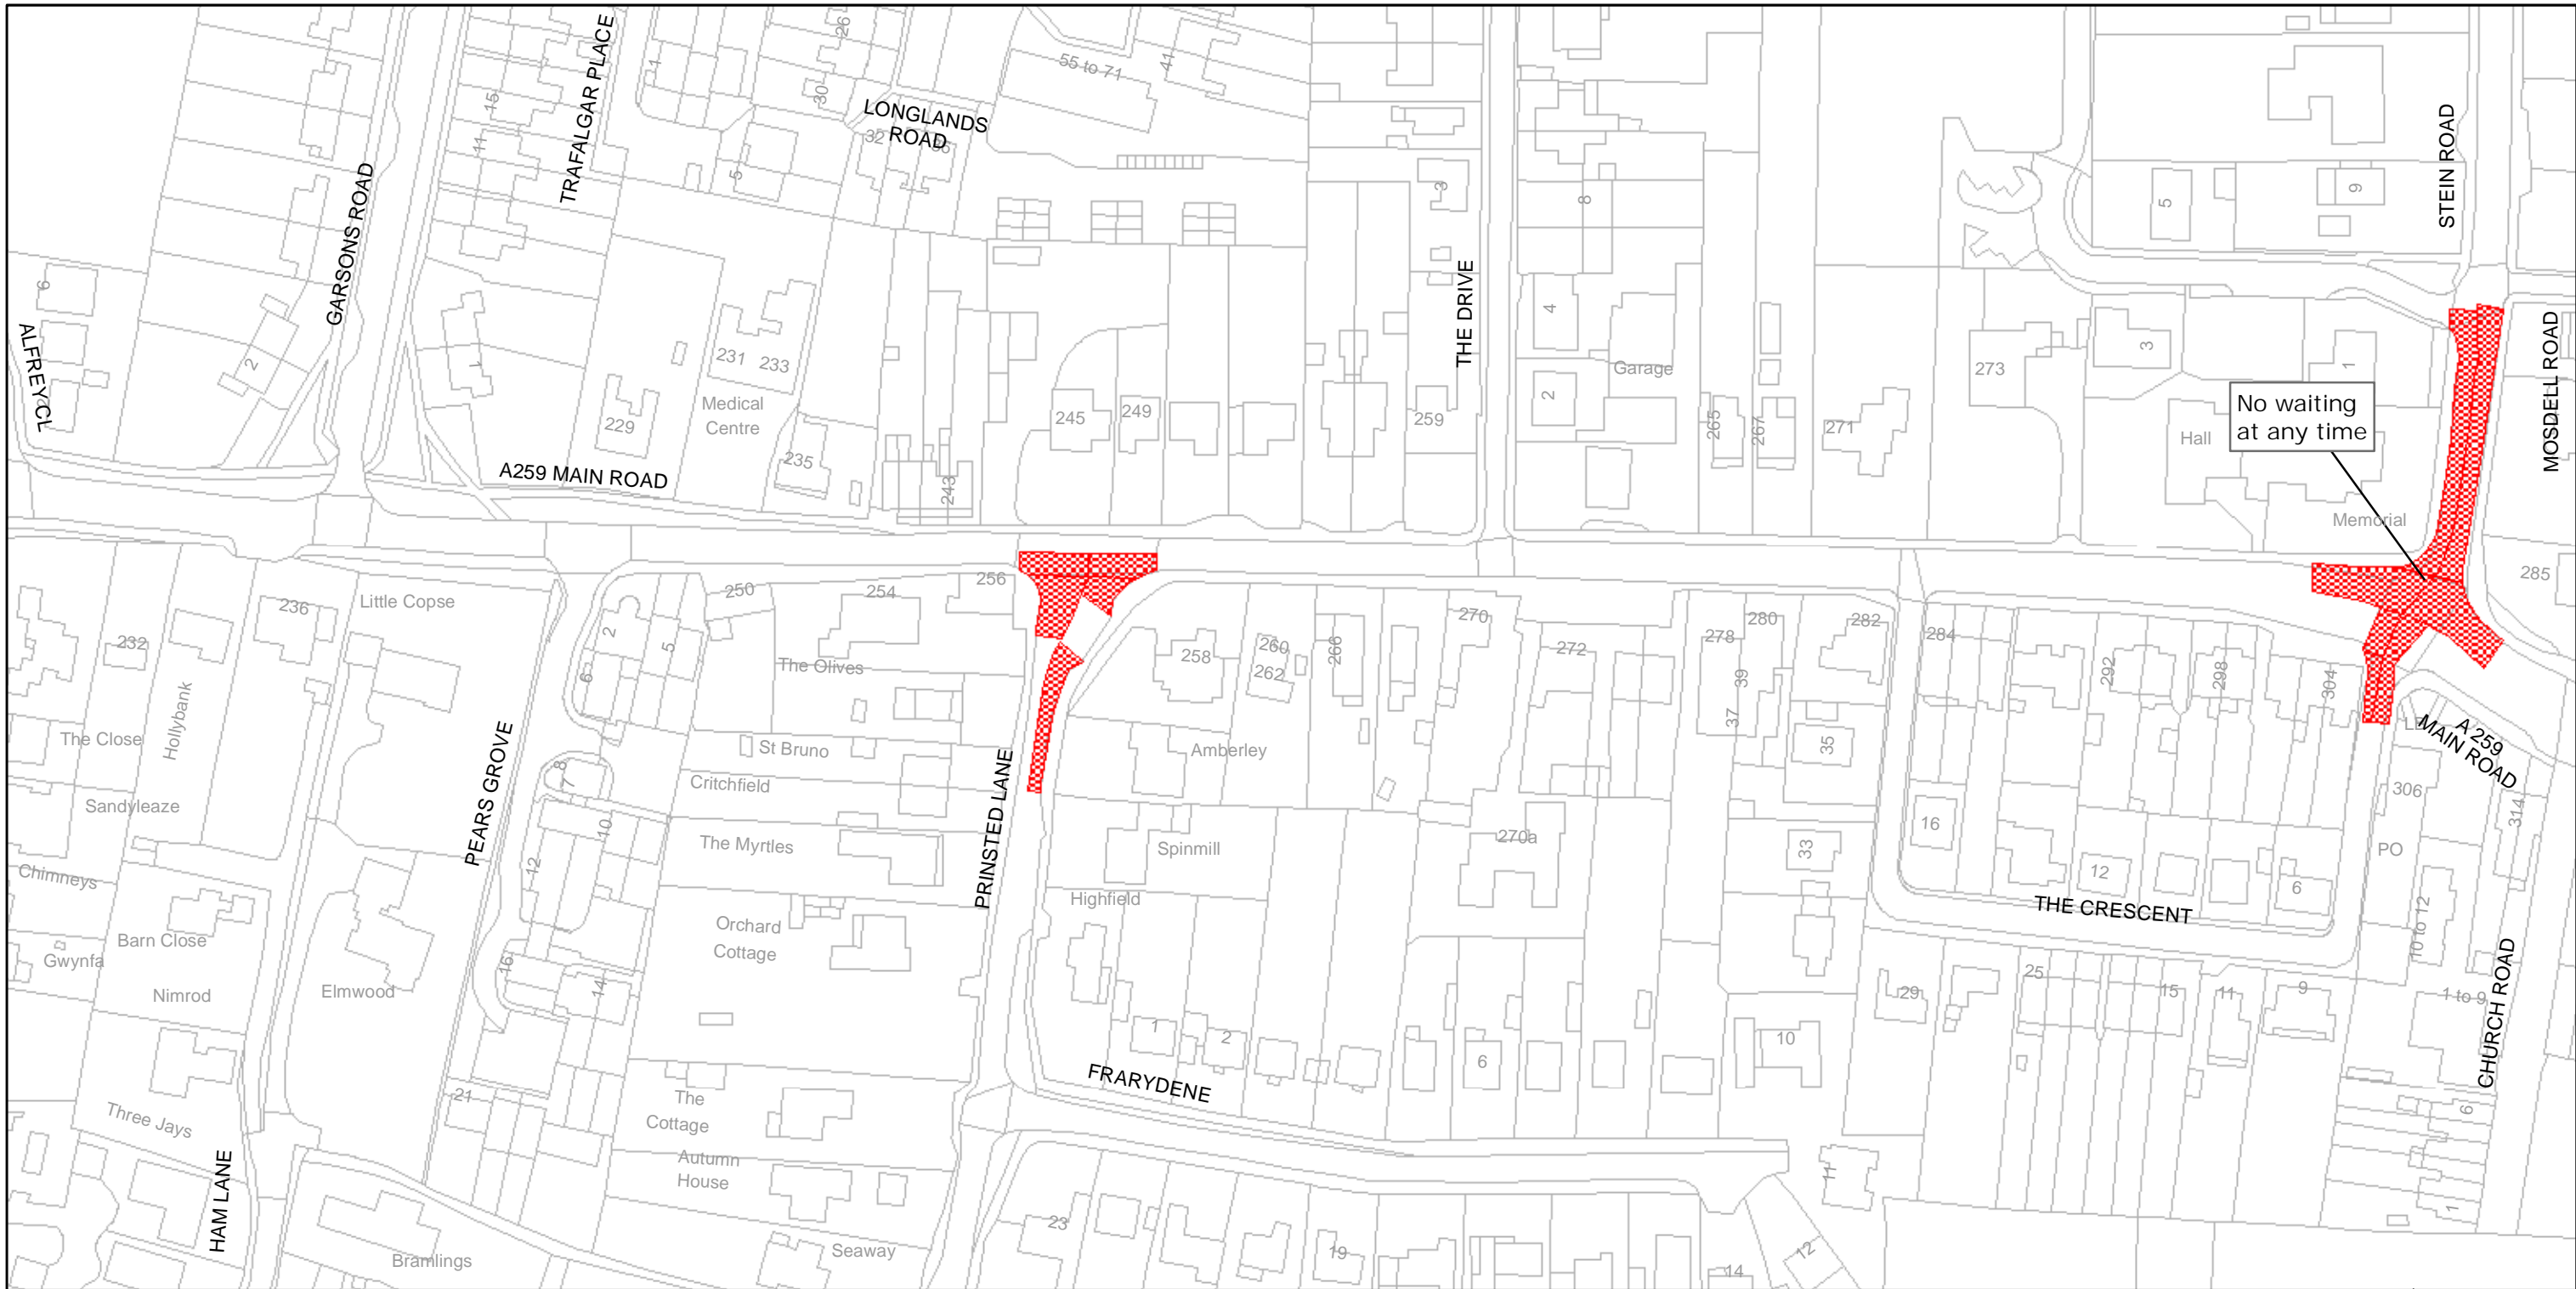 26
TRAFALGAR PLACE
1
41
55 to 71
15
30
LONGLANDS
ROAD
32
11
5
STEIN ROAD
GARSONS ROAD
3
8
5
9
6
THE DRIVE
4
ALFREY CL
2
1
231
233
Garage
273
3
1
MOSDELL ROAD
2
No waiting
at any time
229
Medical
Centre
235
245
249
259
265
267
271
Hall
A259 MAIN ROAD
243
Memorial
285
256
250
254
236
Little Copse
232
2
5
6
The Olives
258
260
262
266
270
272
278
280
282
284
39
37
292
298
304
The Close
Hollybank
St Bruno
Amberley
35
A 259
MAIN ROAD
PEARS GROVE
8
7
Critchfield
PRINSTED LANE
306
314
Sandyleaze
10
The Myrtles
Spinmill
270a
33
16
PO
12
Chimneys
12
6
Highfield
THE CRESCENT
Orchard
Cottage
Barn Close
Gwynfa
16
10 to 12
CHURCH ROAD
Nimrod
Elmwood
14
25
29
15
11
9
1 to 9
1
2
6
10
FRARYDENE
21
The
Cottage
6
Three Jays
HAM LANE
Autumn
House
11
1
23
19
Seaway
Bramlings
12
14